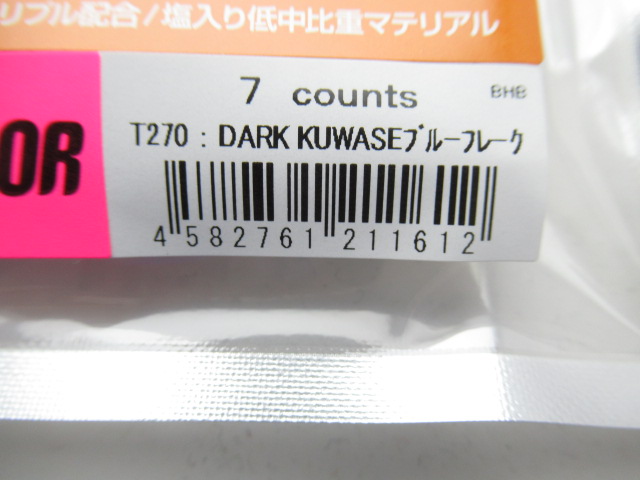 リブル配合/塩入り低中比重マテリアル
7 counts BHB
OR
T270 : DARK KUWASEブルーフレーク
4 582761 211612